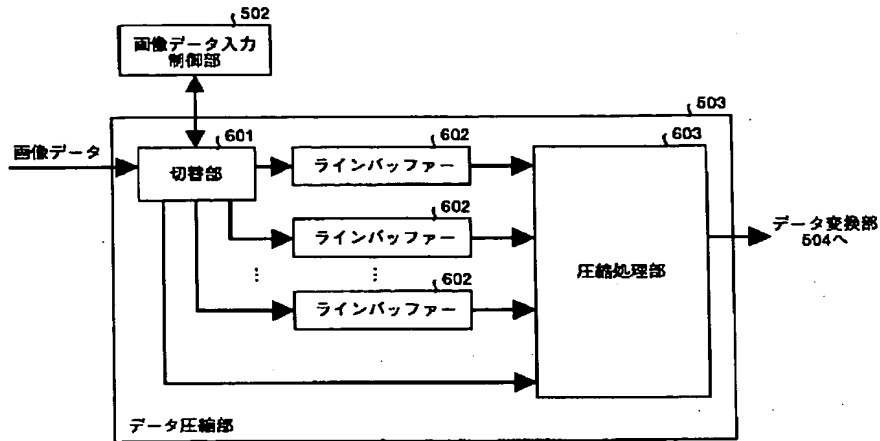 502
画像データ入力
制御部
503
601
602
603
画像データ
切替部
ラインバッファー
602
ラインバッファー
データ変換部
504へ
圧縮処理部
602
ラインバッファー
データ圧縮部